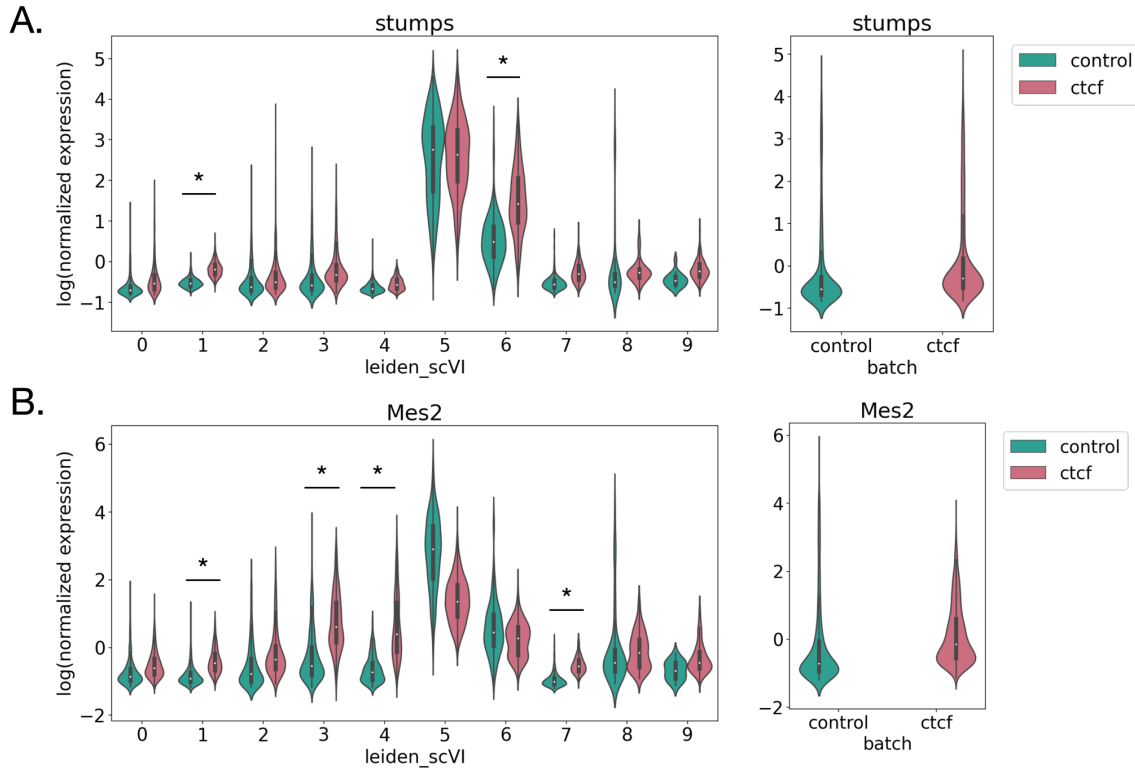 A.
stumps
log(normalized expression)
5
4
3
2
1
0
−1
*
*
0 1 2 3 4 5 6 7 8 9
leiden_scVI
stumps
5
4
3
2
1
0
−1
control ctcf
batch
control
ctcf
B.
Mes2
log(normalized expression)
6
4
2
0
−2
*
*
*
*
0 1 2 3 4 5 6 7 8 9
leiden_scVI
Mes2
6
4
2
0
−2
control ctcf
batch
control
ctcf